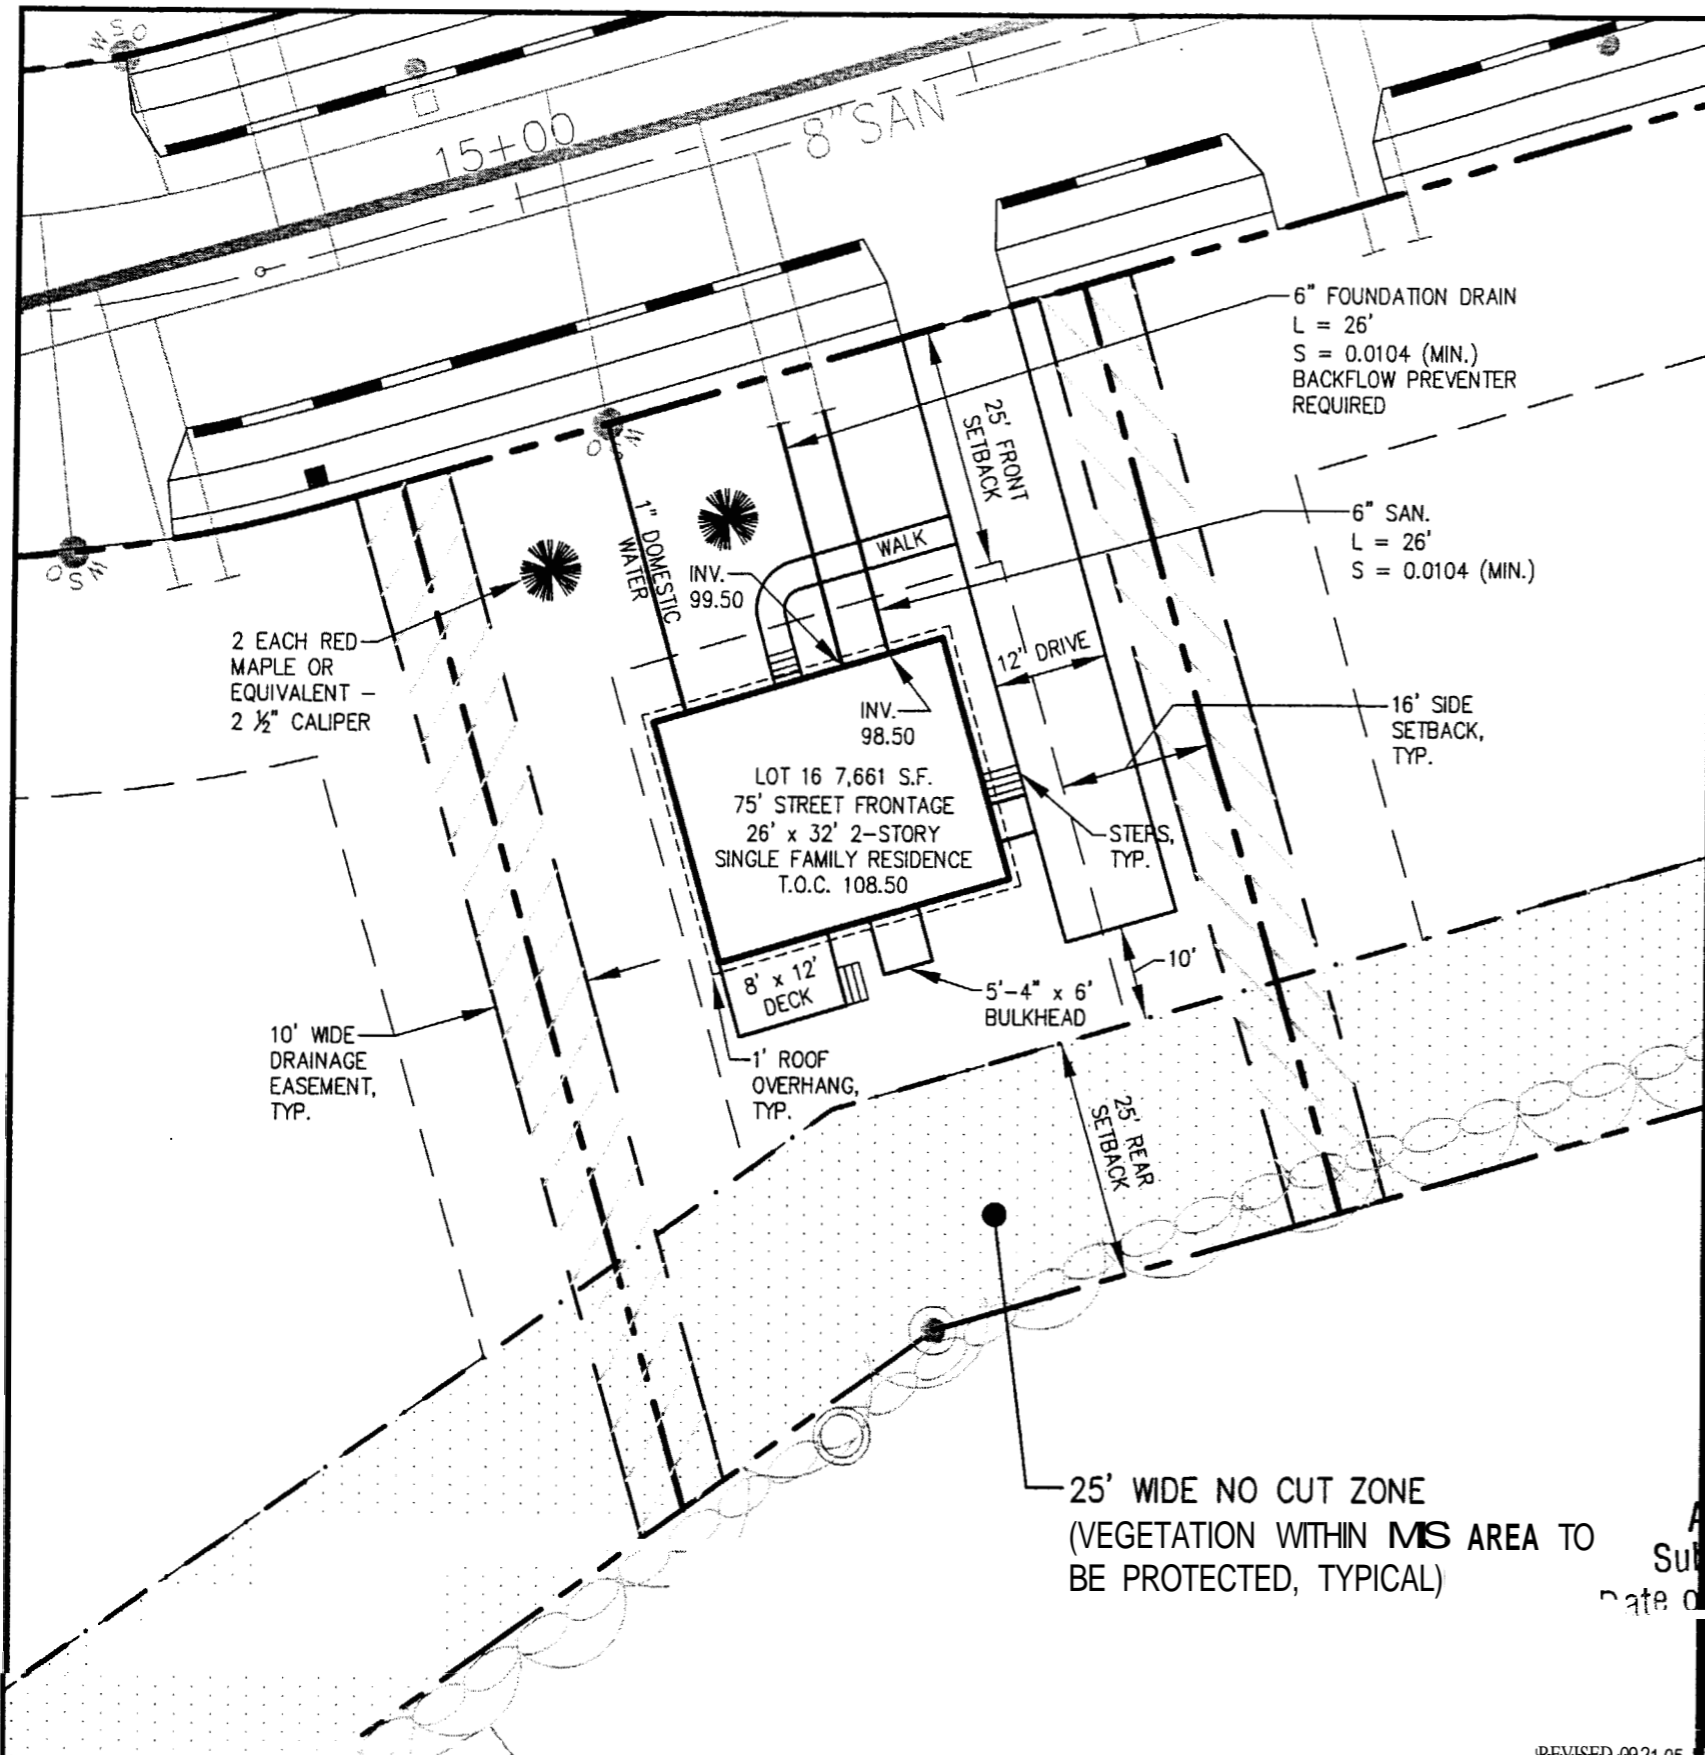 15+00
8"SAN
WSO
WSO
WSO
6" FOUNDATION DRAIN
L = 26'
S = 0.0104 (MIN.)
BACKFLOW PREVENTER
REQUIRED
25' FRONT
SETBACK
1" DOMESTIC
WATER
WALK
INV.
99.50
6" SAN.
L = 26'
S = 0.0104 (MIN.)
2 EACH RED
MAPLE OR
EQUIVALENT –
2 ½" CALIPER
12' DRIVE
INV.
98.50
16' SIDE
SETBACK,
TYP.
LOT 16 7,661 S.F.
75' STREET FRONTAGE
26' x 32' 2-STORY
SINGLE FAMILY RESIDENCE
T.O.C. 108.50
STEPS,
TYP.
8' x 12'
DECK
10'
5'-4" x 6'
BULKHEAD
10' WIDE
DRAINAGE
EASEMENT,
TYP.
1' ROOF
OVERHANG,
TYP.
25' REAR
SETBACK
25' WIDE NO CUT ZONE
(VEGETATION WITHIN MIS AREA TO
BE PROTECTED, TYPICAL)
REVISED